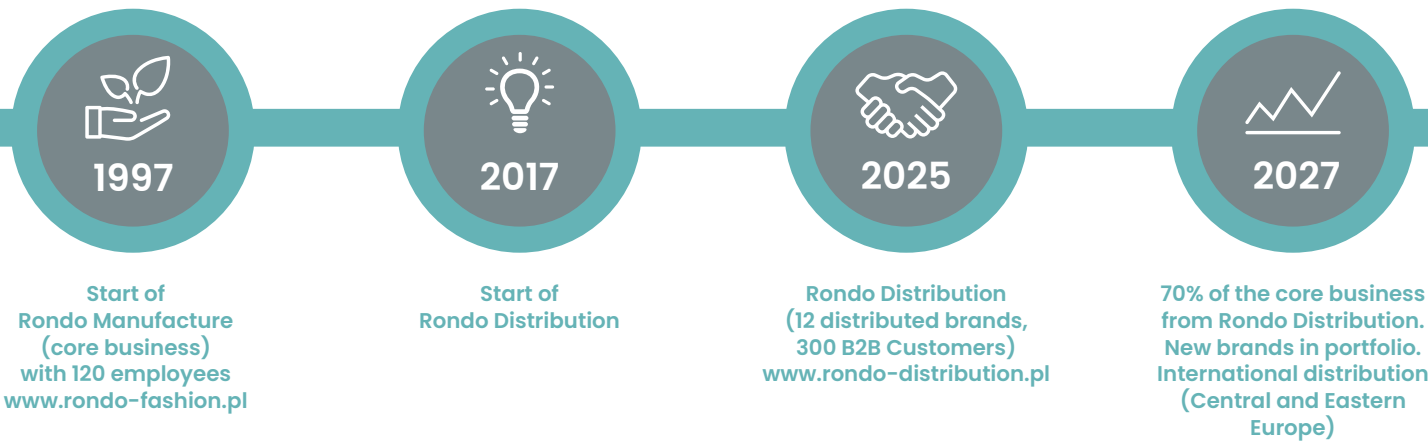 1997
Start of
Rondo Manufacture
(core business)
with 120 employees
www.rondo-fashion.pl
2017
Start of
Rondo Distribution
2025
Rondo Distribution
(12 distributed brands,
300 B2B Customers)
www.rondo-distribution.pl
2027
70% of the core business
from Rondo Distribution.
New brands in portfolio.
International distribution
(Central and Eastern
Europe)